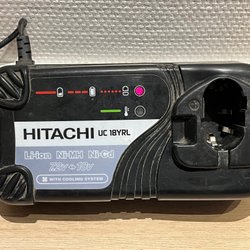 HITACHI UC 18YRL
Li-ion Ni-MH Ni-Cd
7.2V⇔18V
WITH COOLING SYSTEM